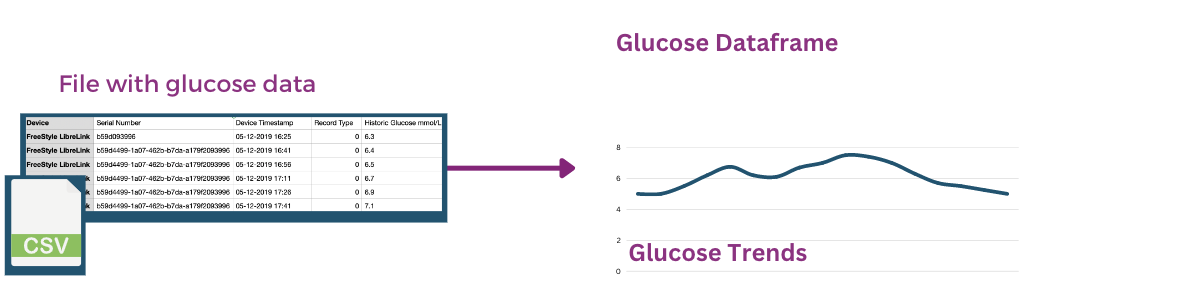 File with glucose data
Device Serial Number Device Timestamp Record Type Historic Glucose mmol/L
FreeStyle LibreLink b59d093996 05-12-2019 16:25 0 6.3
FreeStyle LibreLink b59d4499-1a07-462b-b7da-a179f2093996 05-12-2019 16:41 0 6.4
FreeStyle LibreLink b59d4499-1a07-462b-b7da-a179f2093996 05-12-2019 16:56 0 6.5
b59d4499-1a07-462b-b7da-a179f2093996 05-12-2019 17:11 0 6.7
b59d4499-1a07-462b-b7da-a179f2093996 05-12-2019 17:26 0 6.9
b59d4499-1a07-462b-b7da-a179f2093996 05-12-2019 17:41 0 7.1
CSV
Glucose Dataframe
8
6
4
2
Glucose Trends
0